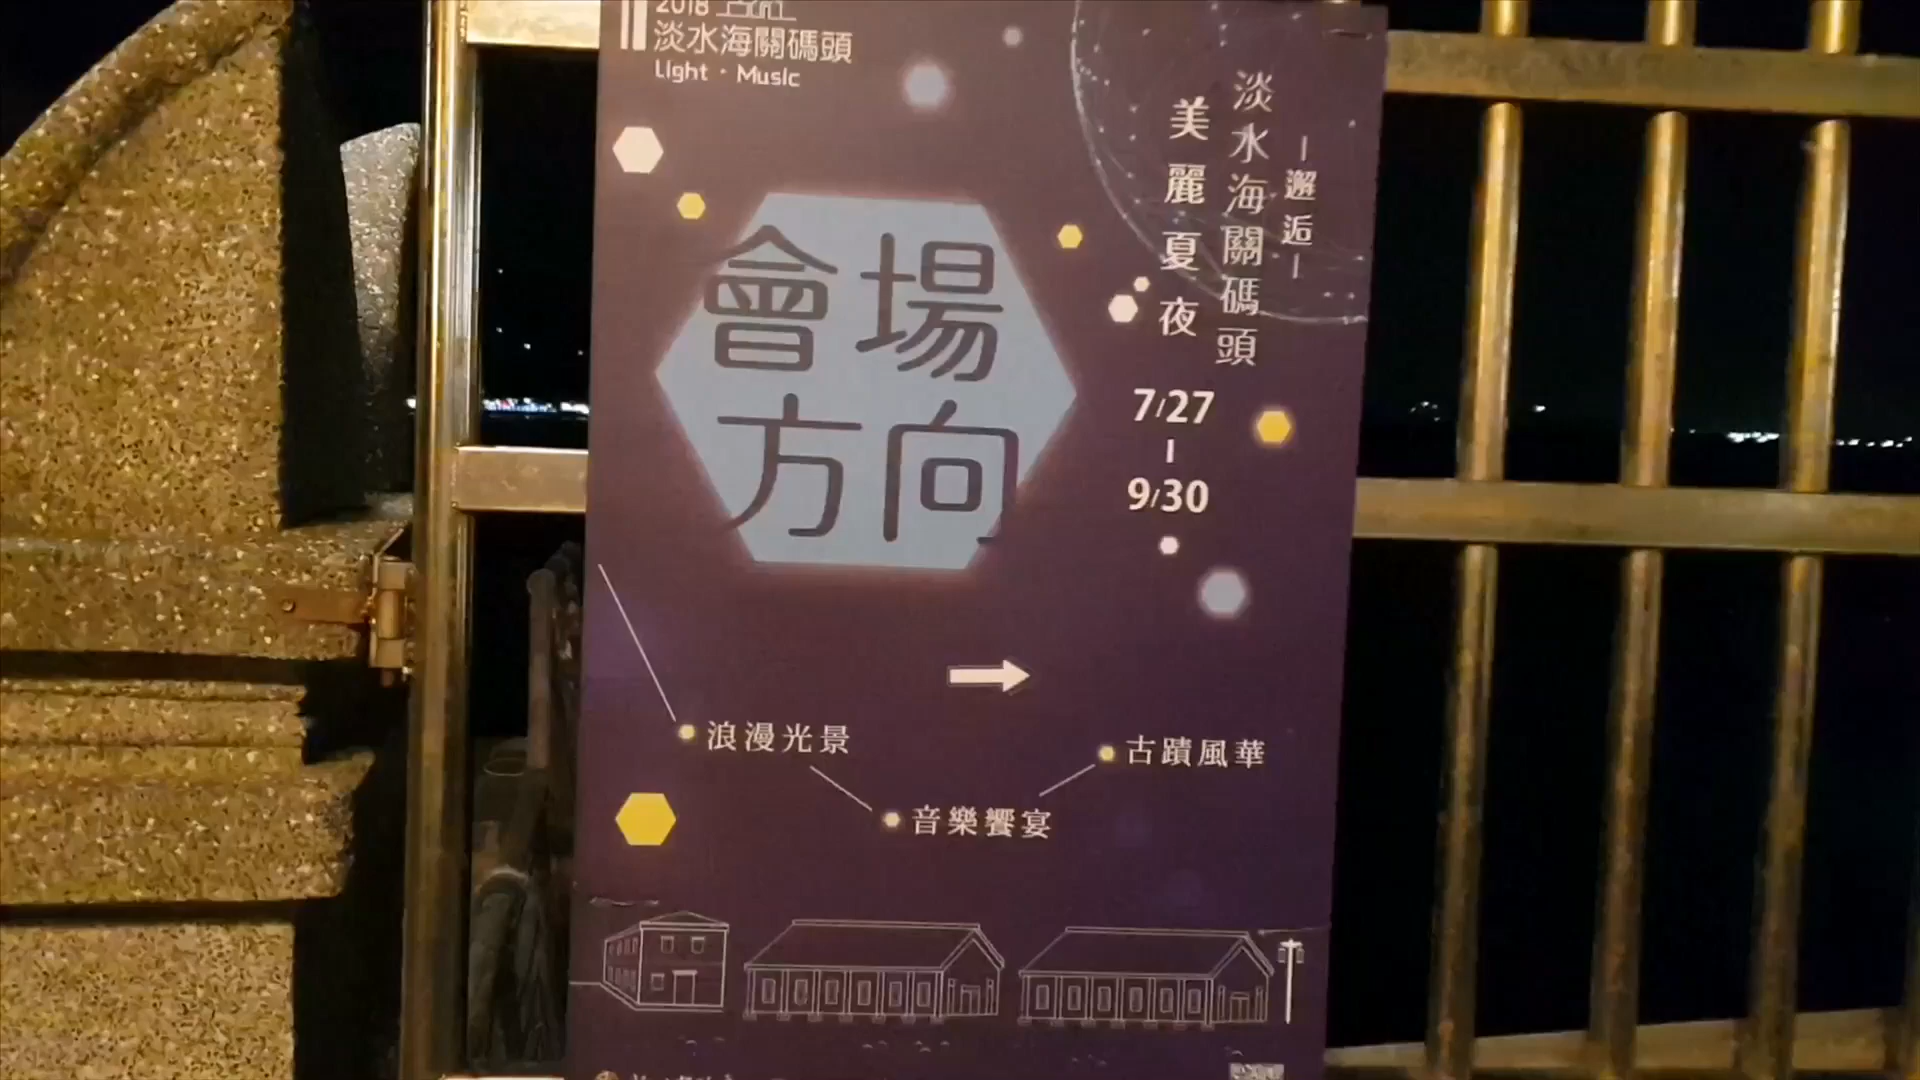 2018
淡水海關碼頭
Light · Music
邂逅
淡水海關碼頭
美麗夏夜
7/27
9/30
會場
方向
浪漫光景
古蹟風華
音樂饗宴